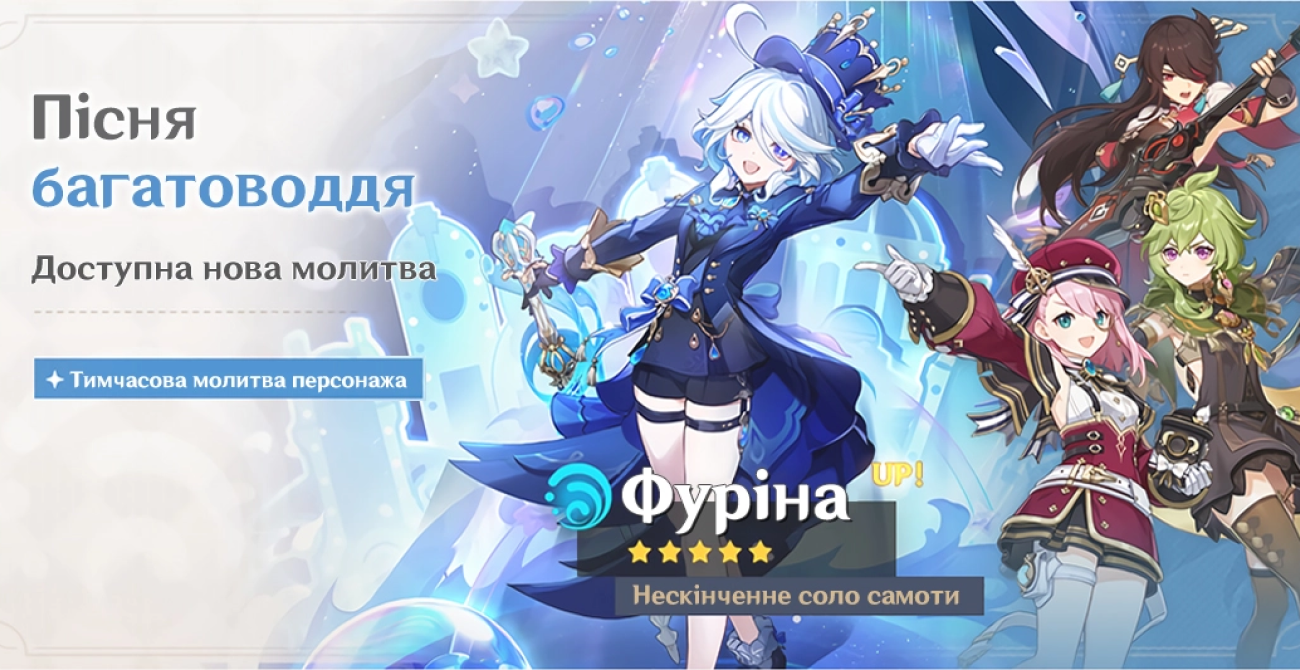 Пісня
багатоводдя
Доступна нова молитва
Тимчасова молитва персонажа
Фуріна UP!
Нескінченне соло самоти